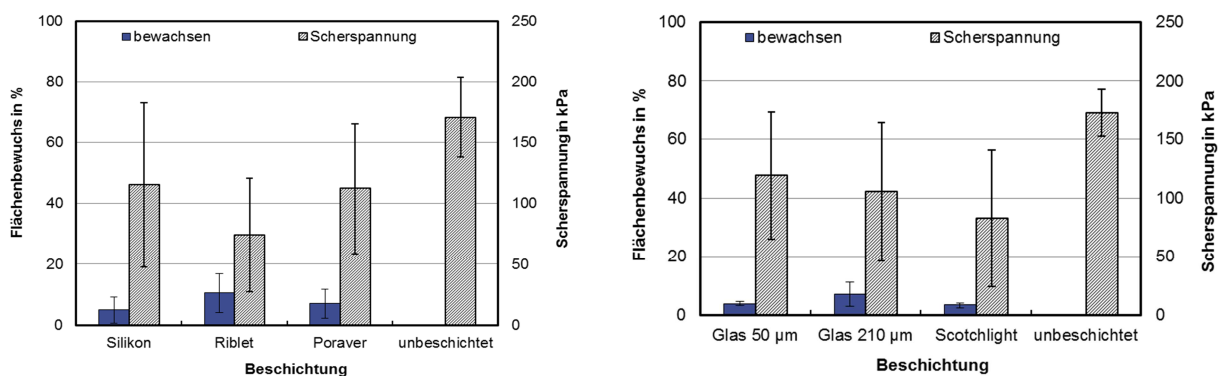 100
80
60
40
20
0
Flächenbewuchs in %
bewachsen
Scherspannung
250
200
150
100
50
0
Scherspannung in kPa
Silikon
Riblet
Poraver
unbeschichtet
Beschichtung
100
80
60
40
20
0
Flächenbewuchs in %
bewachsen
Scherspannung
250
200
150
100
50
0
Scherspannung in kPa
Glas 50 µm
Glas 210 µm
Scotchlight
unbeschichtet
Beschichtung